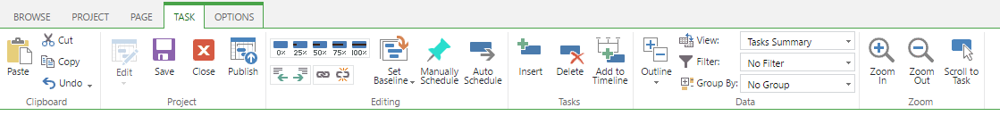 BROWSE PROJECT PAGE TASK OPTIONS
Paste
Cut
Copy
Undo
Clipboard
Edit
Save
Close
Publish
Project
0% 25% 50% 75% 100%
Set
Baseline
Manually
Schedule
Auto
Schedule
Editing
Insert
Delete
Add to
Timeline
Tasks
Outline
View: Tasks Summary
Filter: No Filter
Group By: No Group
Data
Zoom
In
Zoom
Out
Scroll to
Task
Zoom